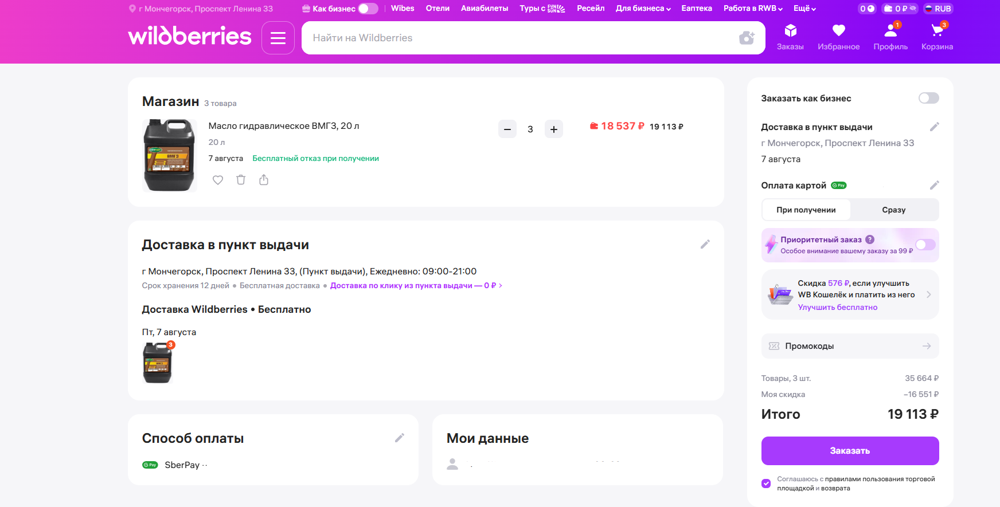 г Мончегорск, Проспект Ленина 33
Как бизнес
Wibes
Отели
Авиабилеты
Туры с FUN SUN
Ресейл
Для бизнеса
Еаптека
Работа в RWB
Ещё
0
0 ₽
RUB
wildberries
Найти на Wildberries
Заказы
Избранное
1
Профиль
3
Корзина
Магазин 3 товара
Масло гидравлическое ВМГЗ, 20 л
20 л
7 августа Бесплатный отказ при получении
ВМГЗ
3
18 537 ₽ 19 113 ₽
Доставка в пункт выдачи
г Мончегорск, Проспект Ленина 33, (Пункт выдачи), Ежедневно: 09:00-21:00
Срок хранения 12 дней • Бесплатная доставка • Доставка по клику из пункта выдачи — 0 ₽
Доставка Wildberries • Бесплатно
Пт, 7 августа
3
Способ оплаты
Pay SberPay ··
Мои данные
Заказать как бизнес
Доставка в пункт выдачи
г Мончегорск, Проспект Ленина 33
7 августа
Оплата картой Pay
При получении
Сразу
Приоритетный заказ ?
Особое внимание вашему заказу за 99 ₽
Скидка 576 ₽, если улучшить
WB Кошелёк и платить из него
Улучшить бесплатно
Промокоды
Товары, 3 шт. 35 664 ₽
Моя скидка −16 551 ₽
Итого 19 113 ₽
Заказать
Соглашаюсь с правилами пользования торговой
площадкой и возврата